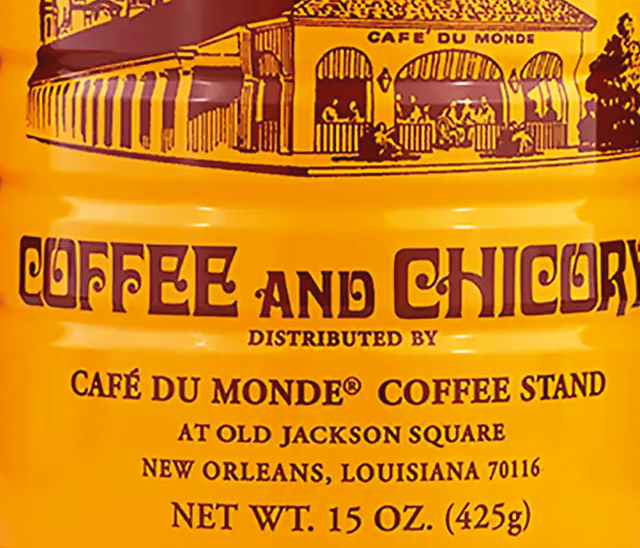 CAFE DU MONDE
COFFEE AND CHICORY
DISTRIBUTED BY
CAFÉ DU MONDE® COFFEE STAND
AT OLD JACKSON SQUARE
NEW ORLEANS, LOUISIANA 70116
NET WT. 15 OZ. (425g)